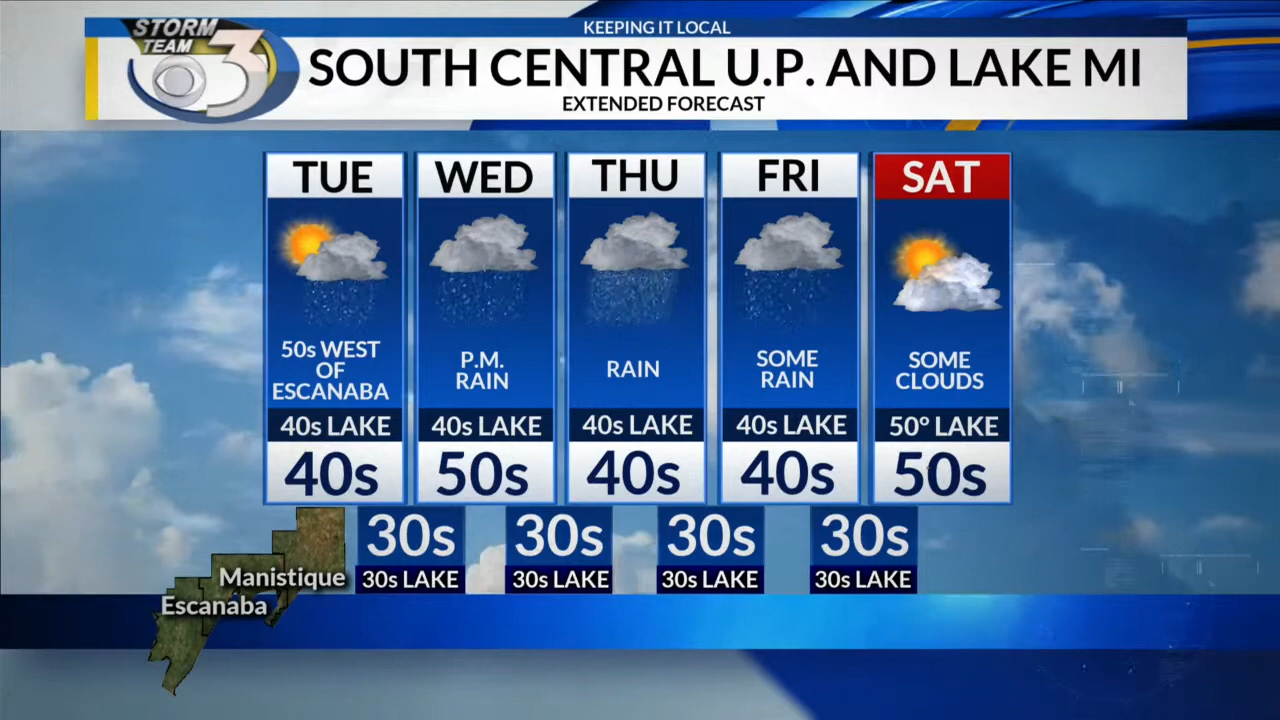 STORM
TEAM
3
KEEPING IT LOCAL
SOUTH CENTRAL U.P. AND LAKE MI
EXTENDED FORECAST
TUE
50s WEST
OF
ESCANABA
40s LAKE
40s
WED
P.M.
RAIN
40s LAKE
50s
THU
RAIN
40s LAKE
40s
FRI
SOME
RAIN
40s LAKE
40s
SAT
SOME
CLOUDS
50° LAKE
50s
30s
30s LAKE
30s
30s LAKE
30s
30s LAKE
30s
30s LAKE
Manistique
Escanaba